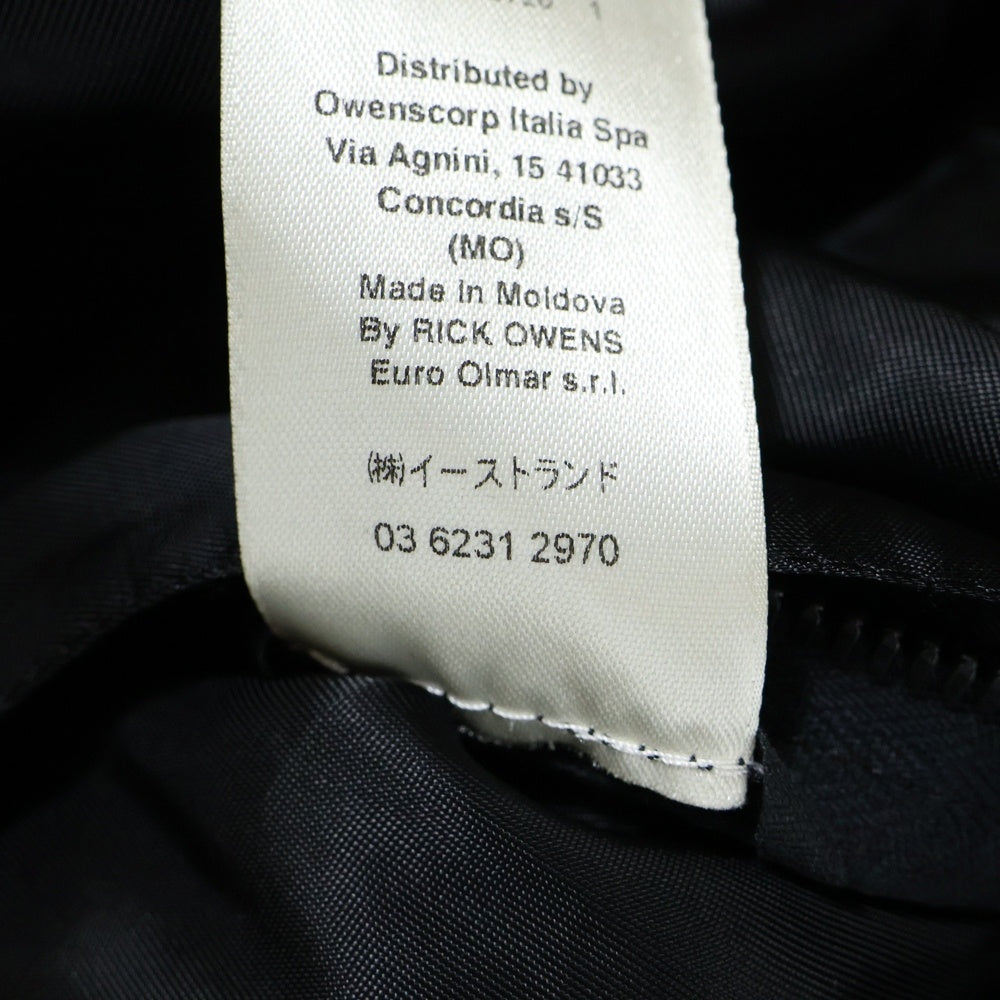 Distributed by
Owenscorp Italia Spa
Via Agnini, 15 41033
Concordia s/S
(MO)
Made in Moldova
By RICK OWENS
Euro Olmar s.r.l.
㈱イーストランド
03 6231 2970